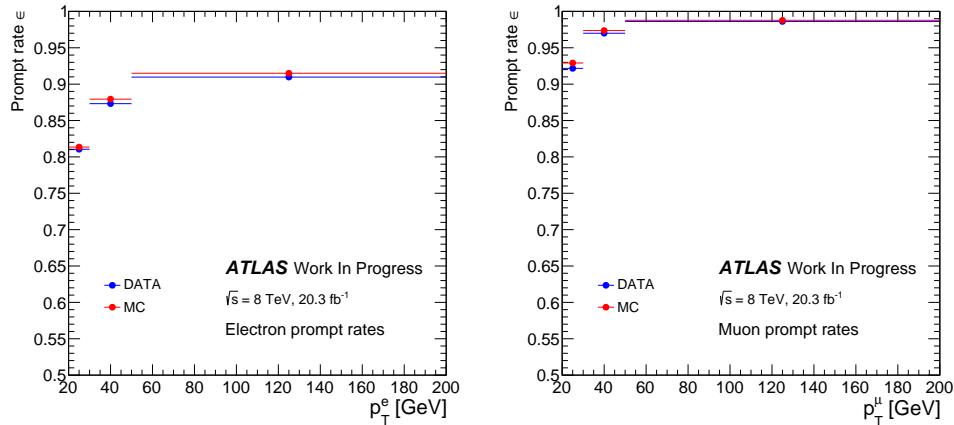 Prompt rate ϵ
1
0.95
0.9
0.85
0.8
0.75
0.7
0.65
0.6
0.55
0.5
ATLAS Work In Progress
DATA
MC
√s = 8 TeV, 20.3 fb⁻¹
Electron prompt rates
20 40 60 80 100 120 140 160 180 200
p_T^e [GeV]
Prompt rate ϵ
1
0.95
0.9
0.85
0.8
0.75
0.7
0.65
0.6
0.55
0.5
ATLAS Work In Progress
DATA
MC
√s = 8 TeV, 20.3 fb⁻¹
Muon prompt rates
20 40 60 80 100 120 140 160 180 200
p_T^μ [GeV]